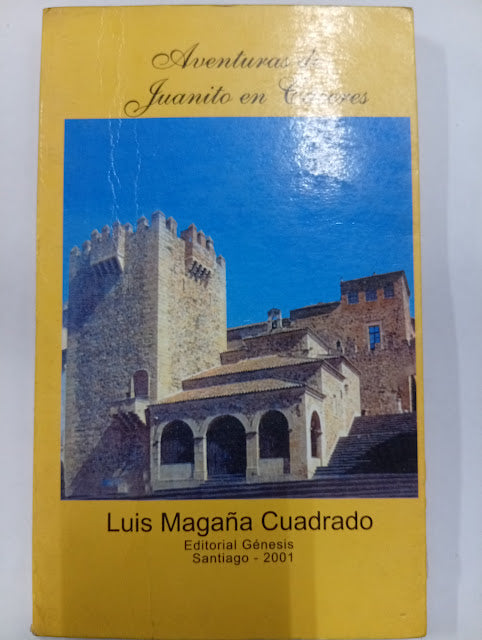 Aventuras de
Juanito en Cáceres
Luis Magaña Cuadrado
Editorial Génesis
Santiago - 2001